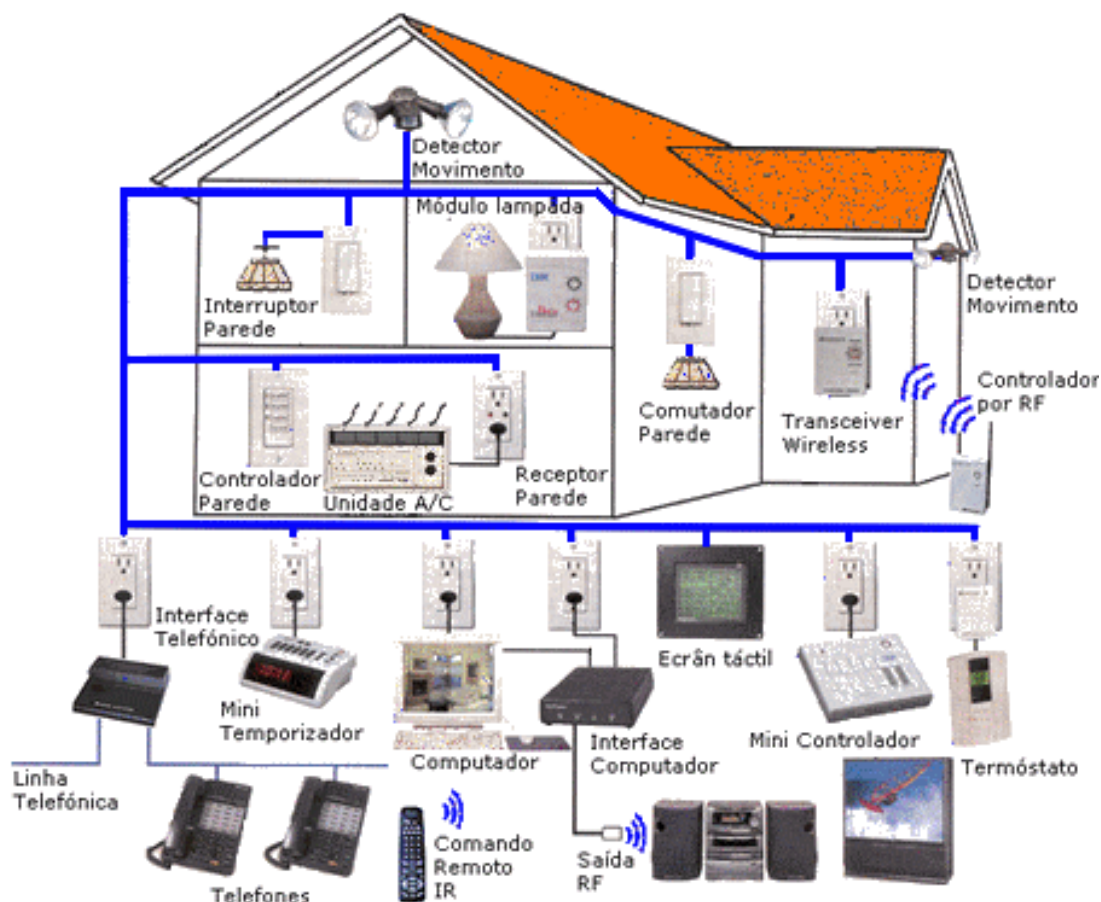 Detector
Movimento
Módulo lampâda
Interruptor
Parede
Detector
Movimento
Comutador
Parede
Transceiver
Wireless
Controlador
por RF
Controlador
Parede
Unidade A/C
Receptor
Parede
Interface
Telefónico
Mini
Temporizador
Computador
Interface
Computador
Ecrân táctil
Mini Controlador
Termóstato
Linha
Telefónica
Telefones
Comando
Remoto
IR
Saída
RF